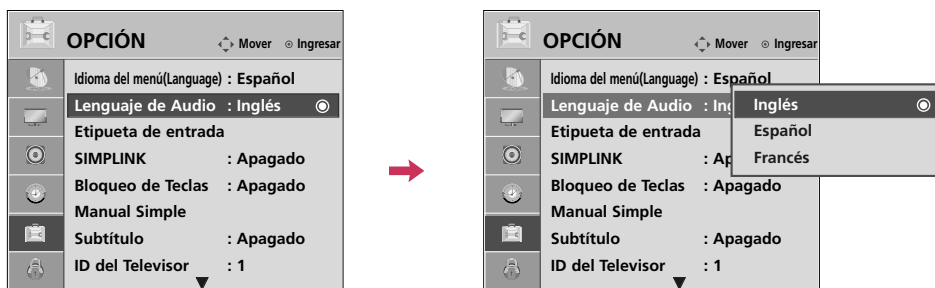 OPCIÓN Mover Ingresar
Idioma del menú(Language) : Español
Lenguaje de Audio : Inglés
Etipueta de entrada
SIMPLINK : Apagado
Bloqueo de Teclas : Apagado
Manual Simple
Subtítulo : Apagado
ID del Televisor : 1
OPCIÓN Mover Ingresar
Idioma del menú(Language) : Español
Lenguaje de Audio : Ing
Etipueta de entrada
SIMPLINK : Ap
Bloqueo de Teclas : Apagado
Manual Simple
Subtítulo : Apagado
ID del Televisor : 1
Inglés
Español
Francés